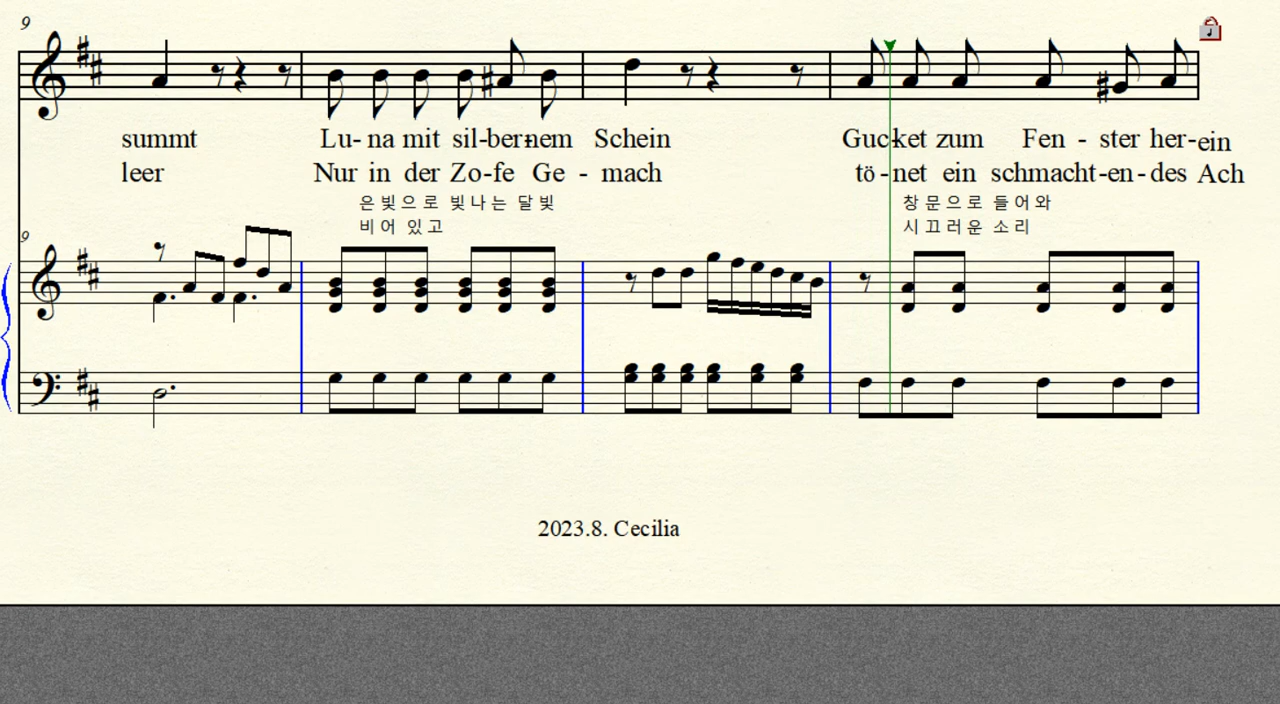 9
summt Lu- na mit sil-ber-nem Schein Guc-ket zum Fen - ster her-ein
leer Nur in der Zo-fe Ge - mach tö-net ein schmacht-en-des Ach
은빛으로 빛나는 달빛 창문으로 들어와
비어 있고 시끄러운 소리
9
2023.8. Cecilia